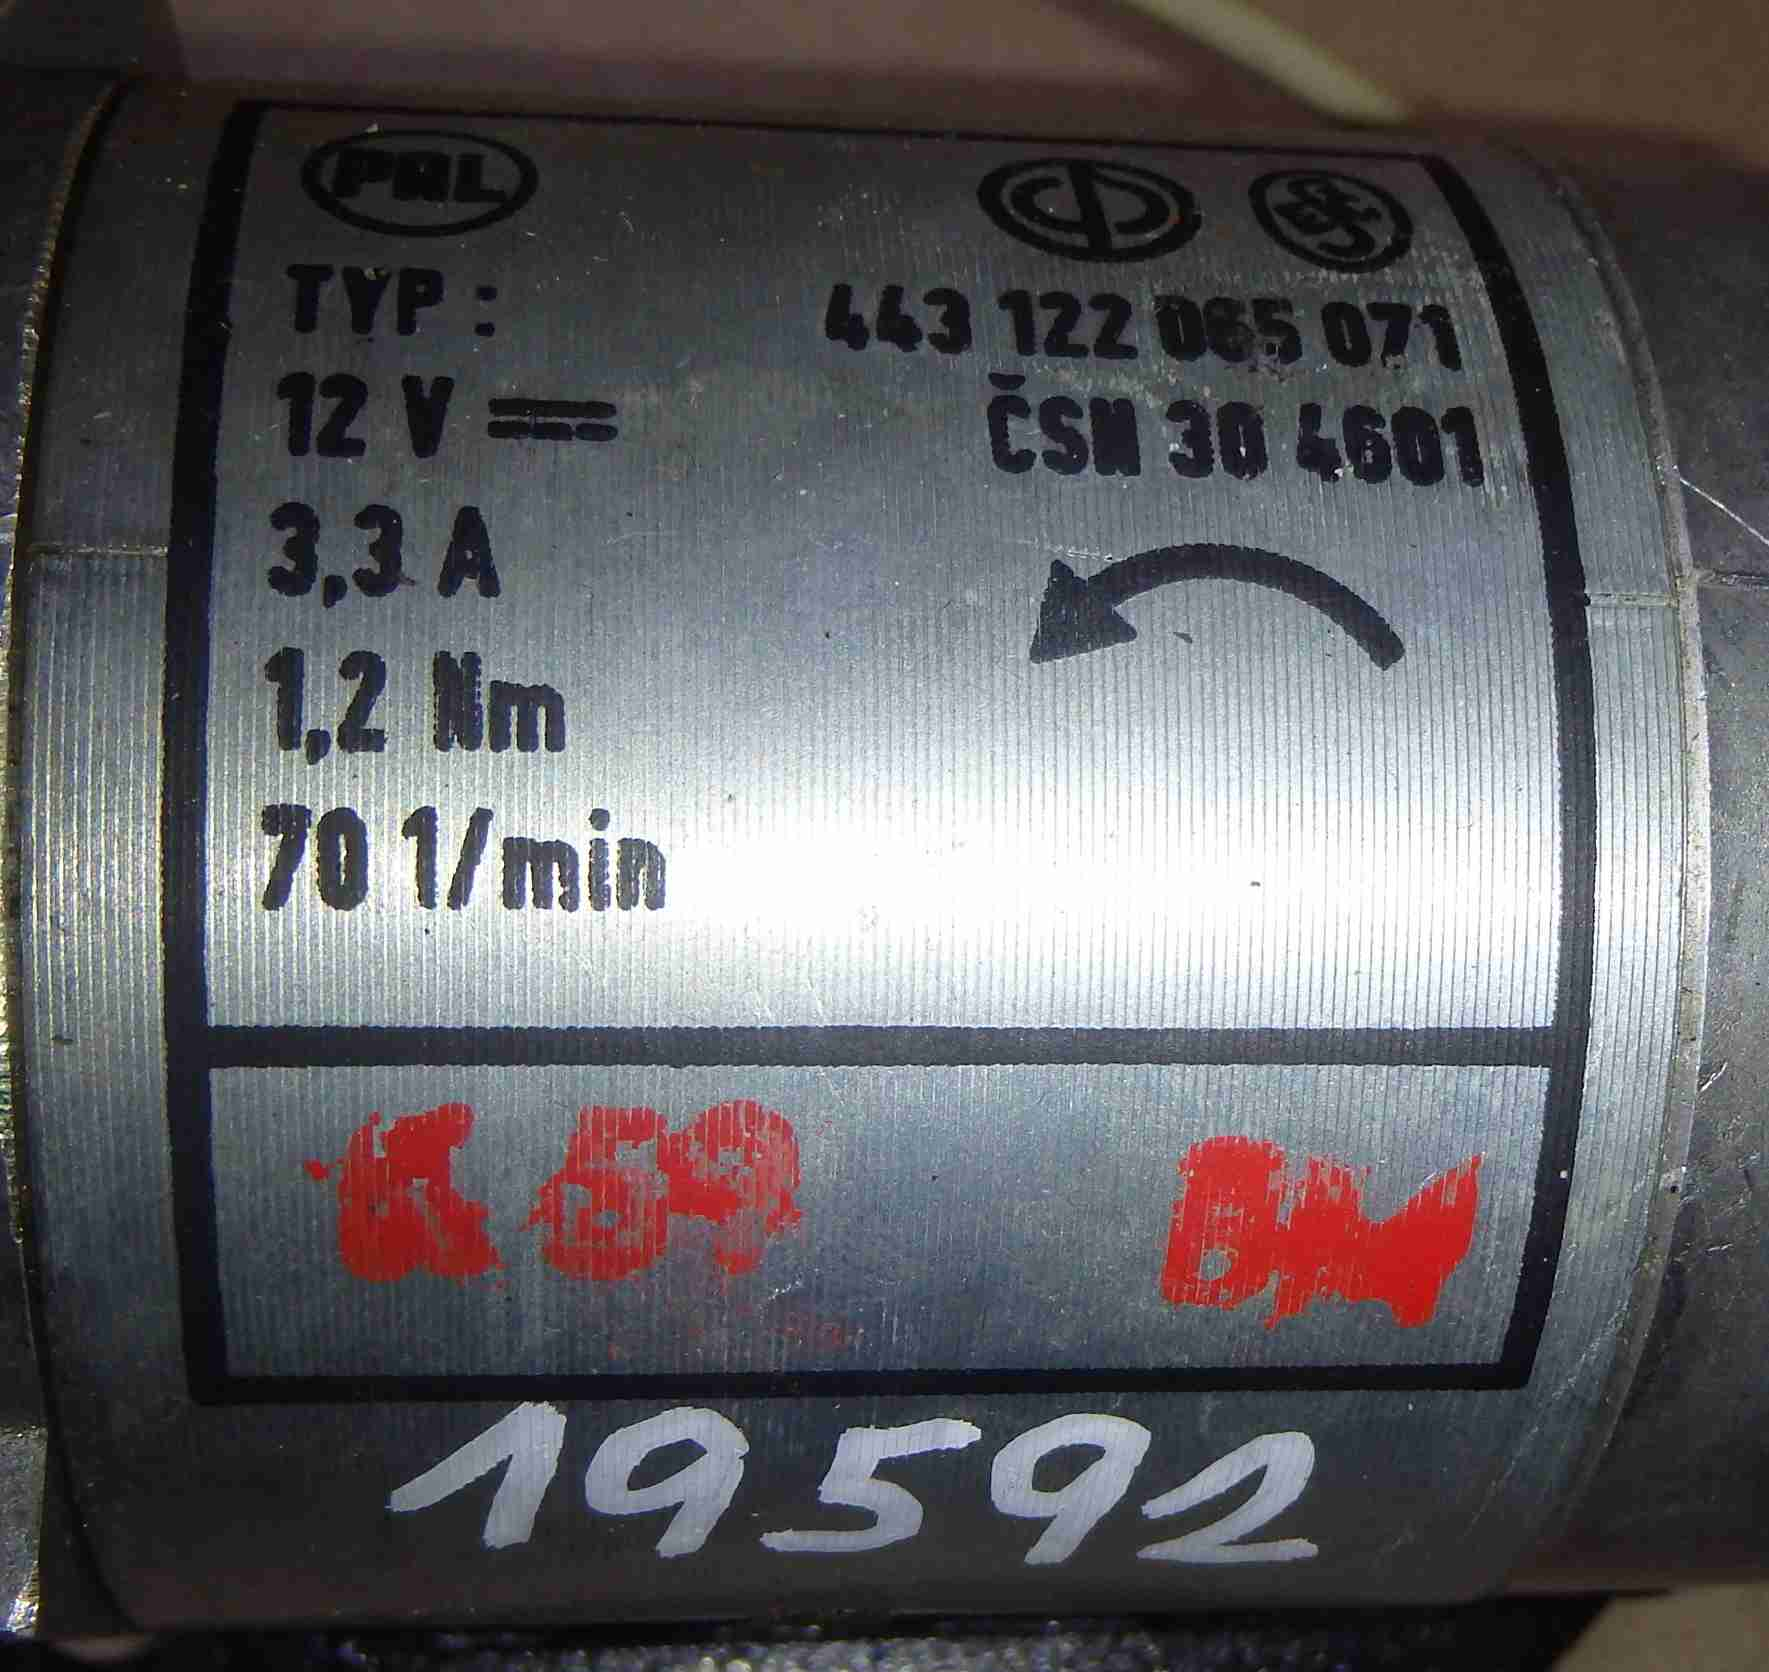 PAL
TYP : 443 122 065 071
12 V ČSN 30 4601
3,3 A
1,2 Nm
70 1/min
19592